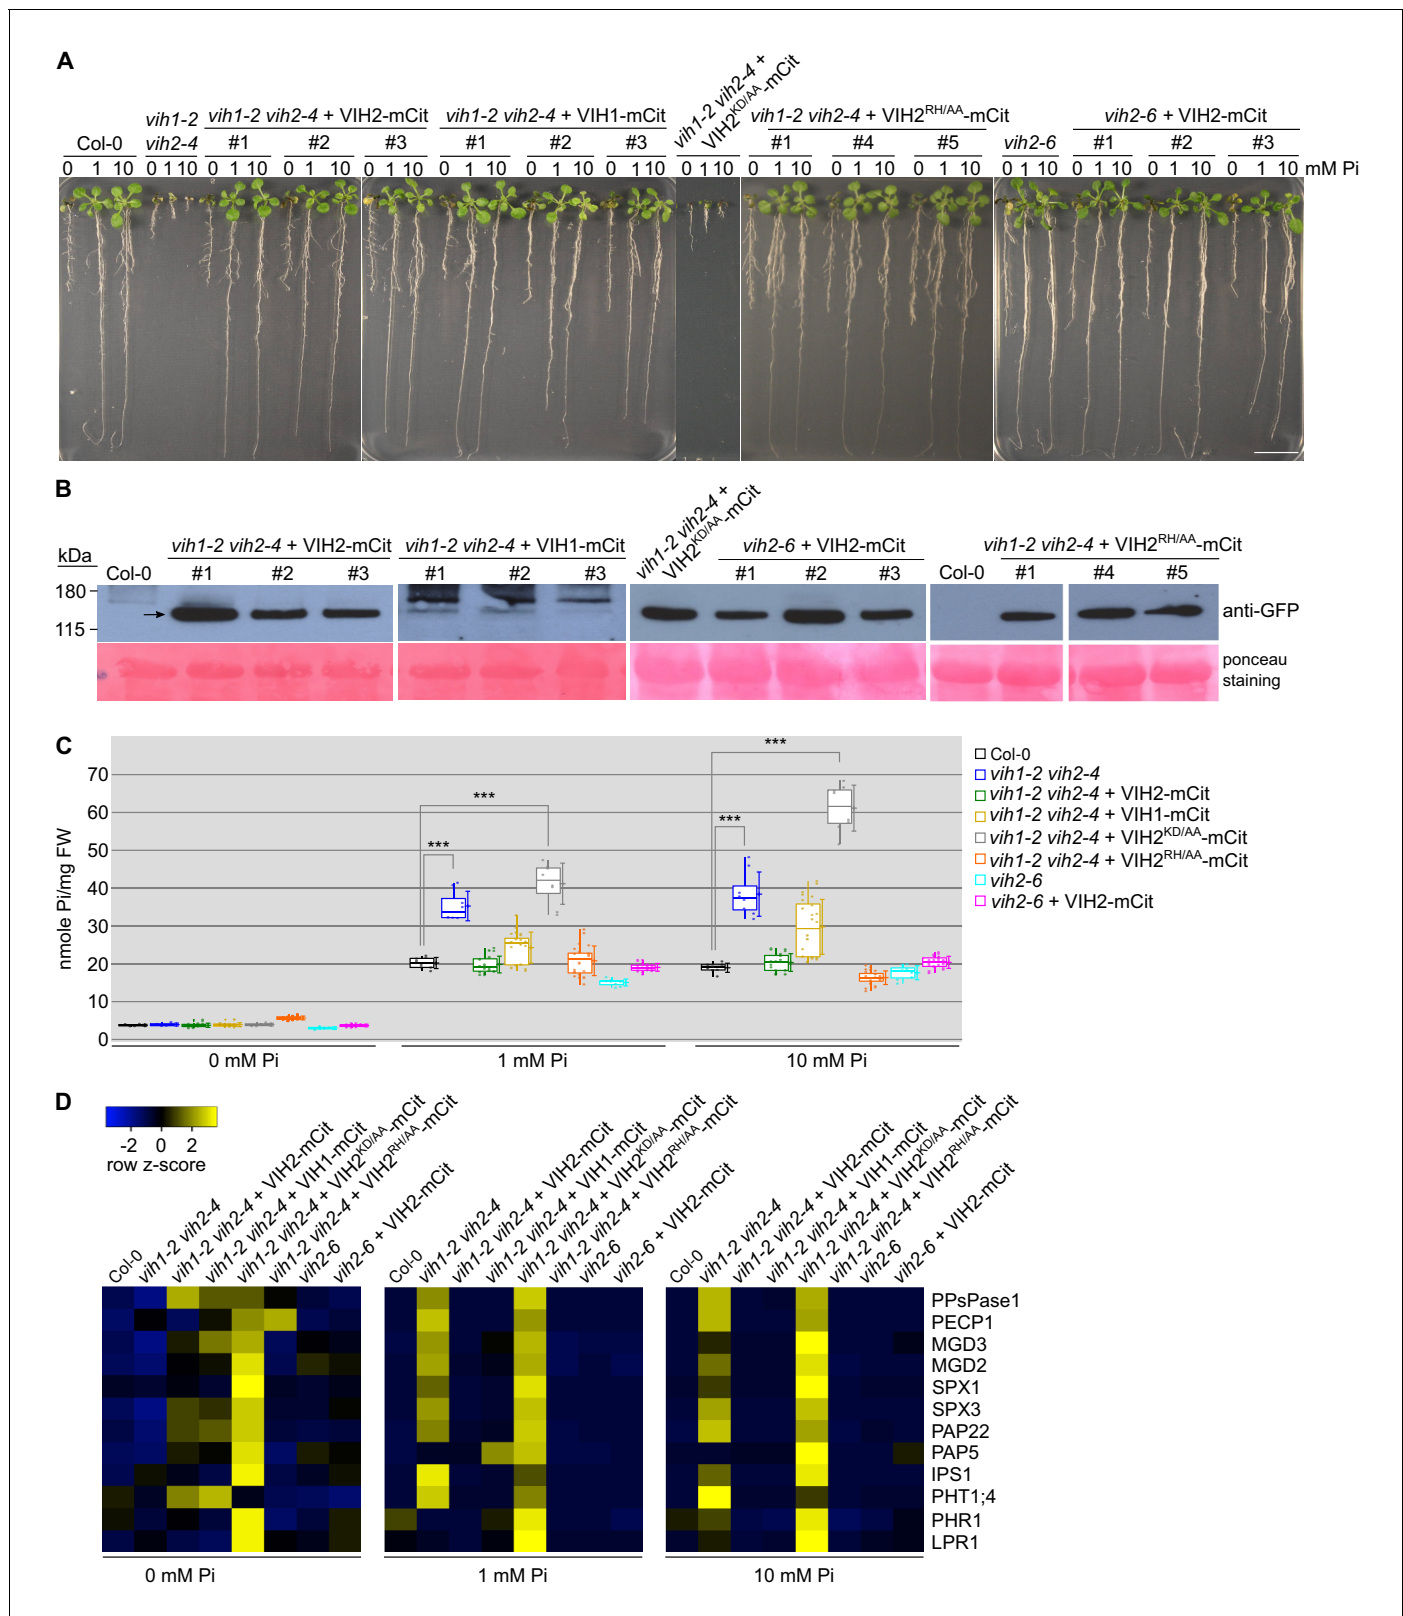 A
Col-0
vih1-2
vih2-4
vih1-2 vih2-4 + VIH2-mCit
#1 #2 #3
vih1-2 vih2-4 + VIH1-mCit
#1 #2 #3
vih1-2 vih2-4 +
VIH2KD/AA-mCit
vih1-2 vih2-4 + VIH2RH/AA-mCit
#1 #4 #5
vih2-6
vih2-6 + VIH2-mCit
#1 #2 #3
0 1 10 0 1 10 0 1 10 0 1 10 0 1 10 0 1 10 0 1 10 0 1 10 0 1 10 0 1 10 0 1 10 0 1 10 0 1 10 0 1 10 0 1 10 0 1 10 mM Pi
B
kDa
180
115
Col-0
vih1-2 vih2-4 + VIH2-mCit
#1 #2 #3
vih1-2 vih2-4 + VIH1-mCit
#1 #2 #3
vih1-2 vih2-4 +
VIH2KD/AA-mCit
vih2-6 + VIH2-mCit
#1 #2 #3
Col-0
vih1-2 vih2-4 + VIH2RH/AA-mCit
#1 #4 #5
anti-GFP
ponceau
staining
C
nmole Pi/mg FW
70
60
50
40
30
20
10
0
***
***
***
***
0 mM Pi
1 mM Pi
10 mM Pi
Col-0
vih1-2 vih2-4
vih1-2 vih2-4 + VIH2-mCit
vih1-2 vih2-4 + VIH1-mCit
vih1-2 vih2-4 + VIH2KD/AA-mCit
vih1-2 vih2-4 + VIH2RH/AA-mCit
vih2-6
vih2-6 + VIH2-mCit
D
-2 0 2
row z-score
Col-0
vih1-2 vih2-4
vih1-2 vih2-4 + VIH2-mCit
vih1-2 vih2-4 + VIH1-mCit
vih1-2 vih2-4 + VIH2KD/AA-mCit
vih1-2 vih2-4 + VIH2RH/AA-mCit
vih2-6
vih2-6 + VIH2-mCit
Col-0
vih1-2 vih2-4
vih1-2 vih2-4 + VIH2-mCit
vih1-2 vih2-4 + VIH1-mCit
vih1-2 vih2-4 + VIH2KD/AA-mCit
vih1-2 vih2-4 + VIH2RH/AA-mCit
vih2-6
vih2-6 + VIH2-mCit
Col-0
vih1-2 vih2-4
vih1-2 vih2-4 + VIH2-mCit
vih1-2 vih2-4 + VIH1-mCit
vih1-2 vih2-4 + VIH2KD/AA-mCit
vih1-2 vih2-4 + VIH2RH/AA-mCit
vih2-6
vih2-6 + VIH2-mCit
PPsPase1
PECP1
MGD3
MGD2
SPX1
SPX3
PAP22
PAP5
IPS1
PHT1;4
PHR1
LPR1
0 mM Pi
1 mM Pi
10 mM Pi